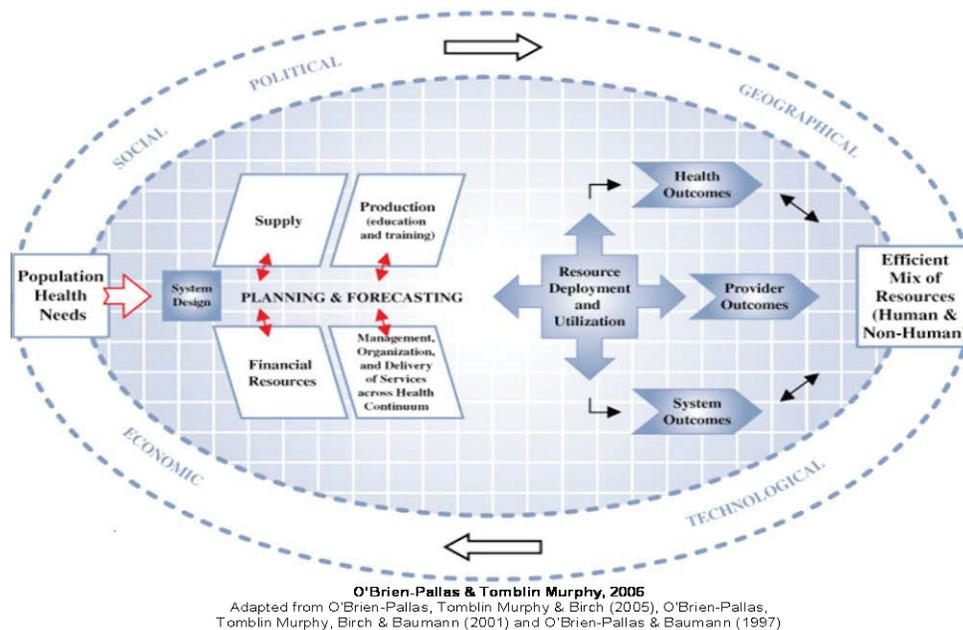 POLITICAL
SOCIAL
GEOGRAPHICAL
Supply
Production
(education
and training)
Health
Outcomes
Population
Health
Needs
System
Design
PLANNING & FORECASTING
Resource
Deployment
and
Utilization
Provider
Outcomes
Efficient
Mix of
Resources
(Human &
Non-Human)
Financial
Resources
Management,
Organization,
and Delivery
of Services
across Health
Continuum
System
Outcomes
ECONOMIC
TECHNOLOGICAL
O'Brien-Pallas & Tomblin Murphy, 2006
Adapted from O'Brien-Pallas, Tomblin Murphy & Birch (2005), O'Brien-Pallas,
Tomblin Murphy, Birch & Baumann (2001) and O'Brien-Pallas & Baumann (1997)